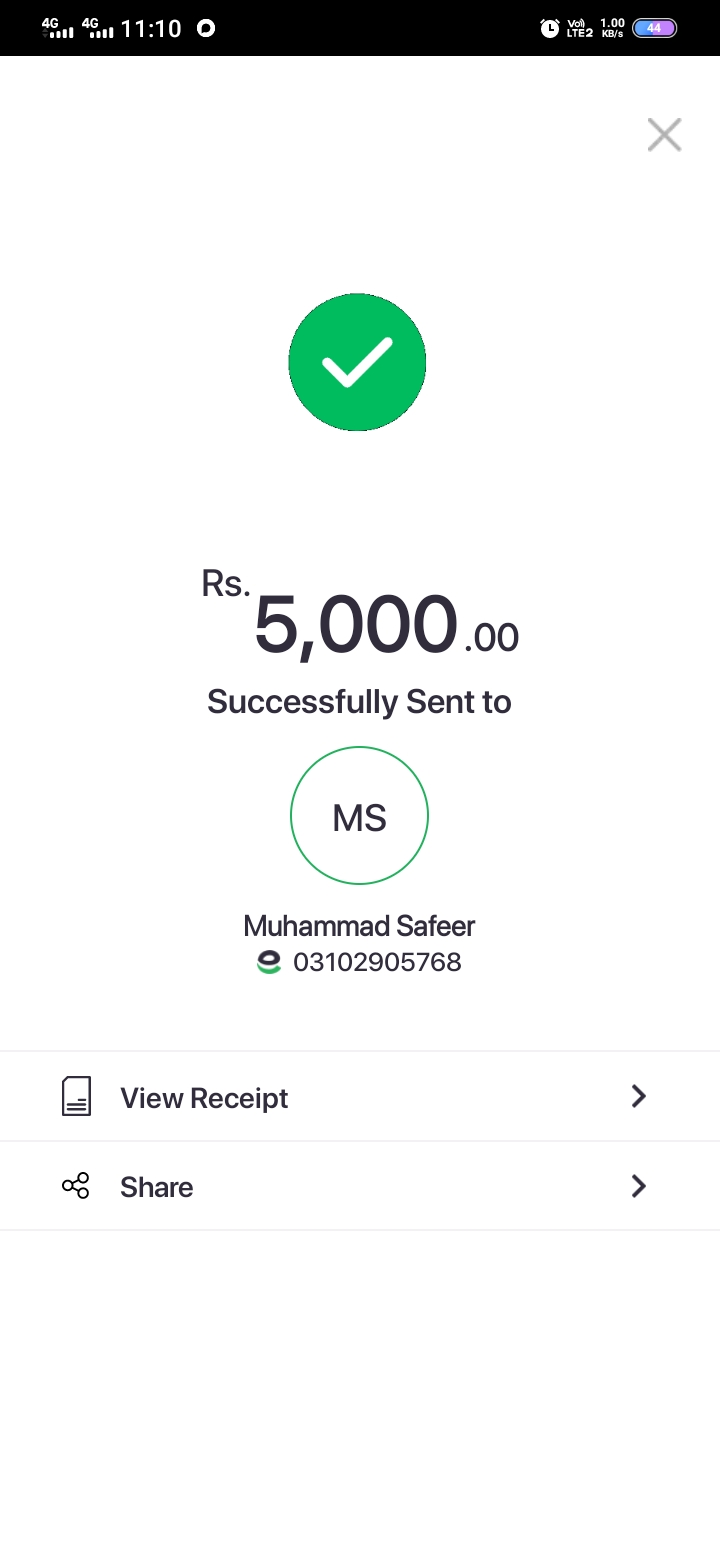 4G 4G 11:10 Vo) LTE2 1.00 KB/s 44
Rs. 5,000.00
Successfully Sent to
MS
Muhammad Safeer
03102905768
View Receipt
Share